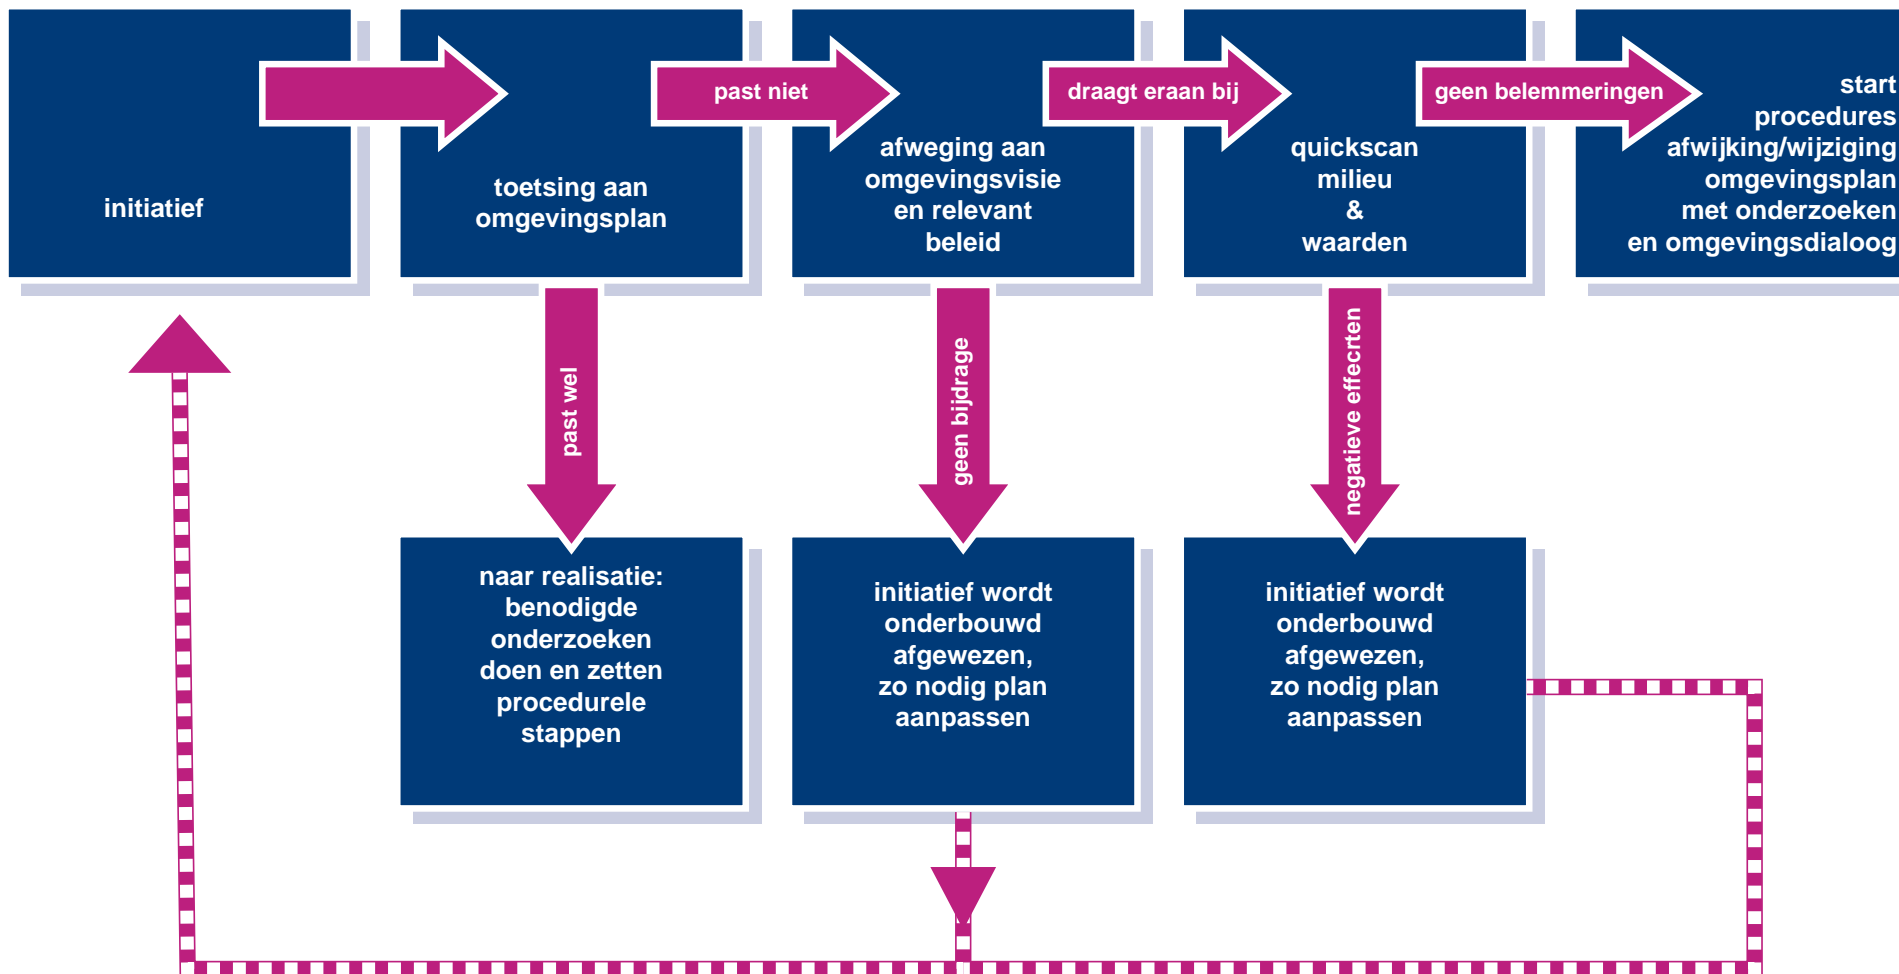 initiatief
toetsing aan
omgevingsplan
past niet
afweging aan
omgevingsvisie
en relevant
beleid
draagt eraan bij
quickscan
milieu
&
waarden
geen belemmeringen
start
procedures
afwijking/wijziging
omgevingsplan
met onderzoeken
en omgevingsdialoog
past wel
geen bijdrage
negatieve effecrten
naar realisatie:
benodigde
onderzoeken
doen en zetten
procedurele
stappen
initiatief wordt
onderbouwd
afgewezen,
zo nodig plan
aanpassen
initiatief wordt
onderbouwd
afgewezen,
zo nodig plan
aanpassen